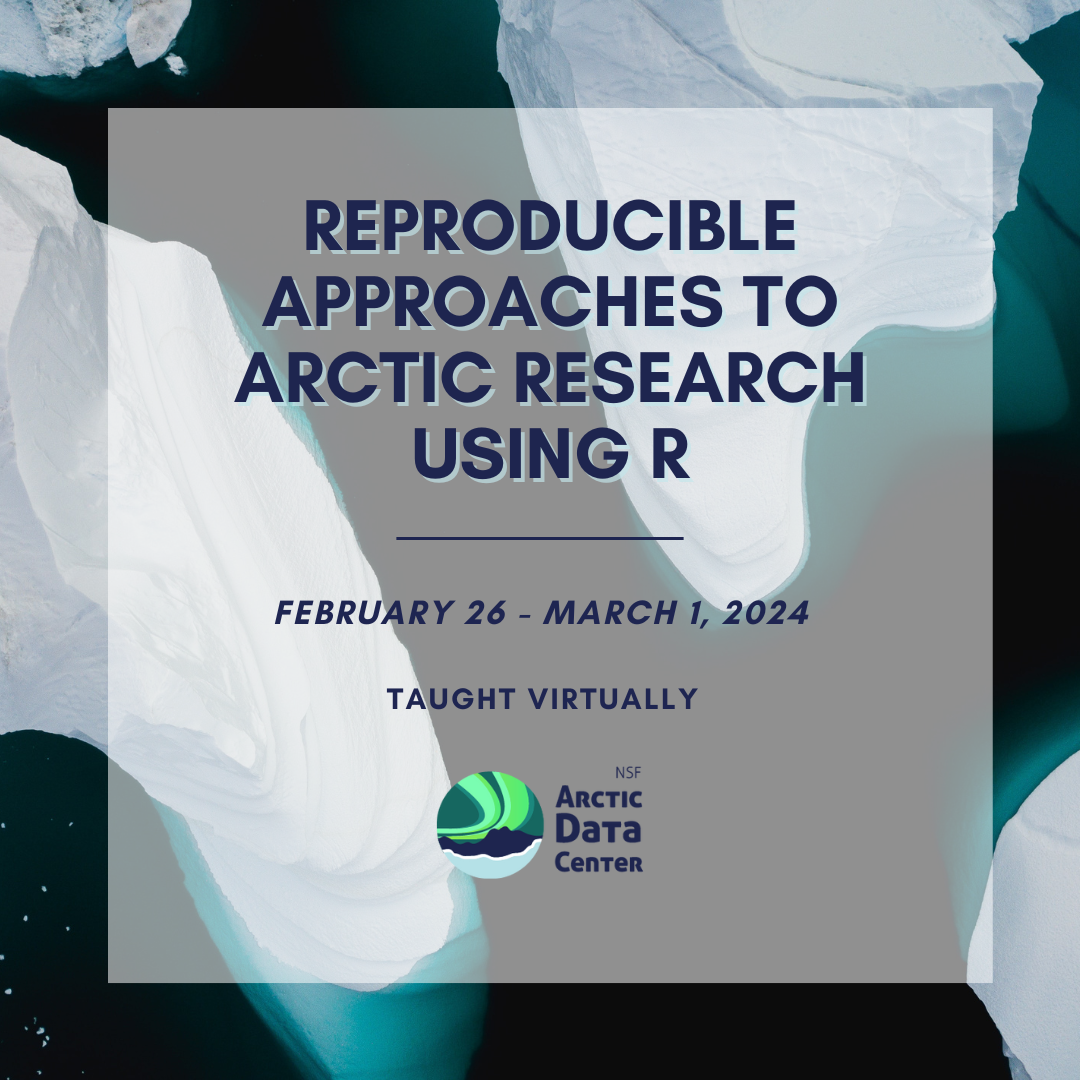 REPRODUCIBLE
APPROACHES TO
ARCTIC RESEARCH
USING R
FEBRUARY 26 - MARCH 1, 2024
TAUGHT VIRTUALLY
NSF
ARCTIC
DATA
CENTER